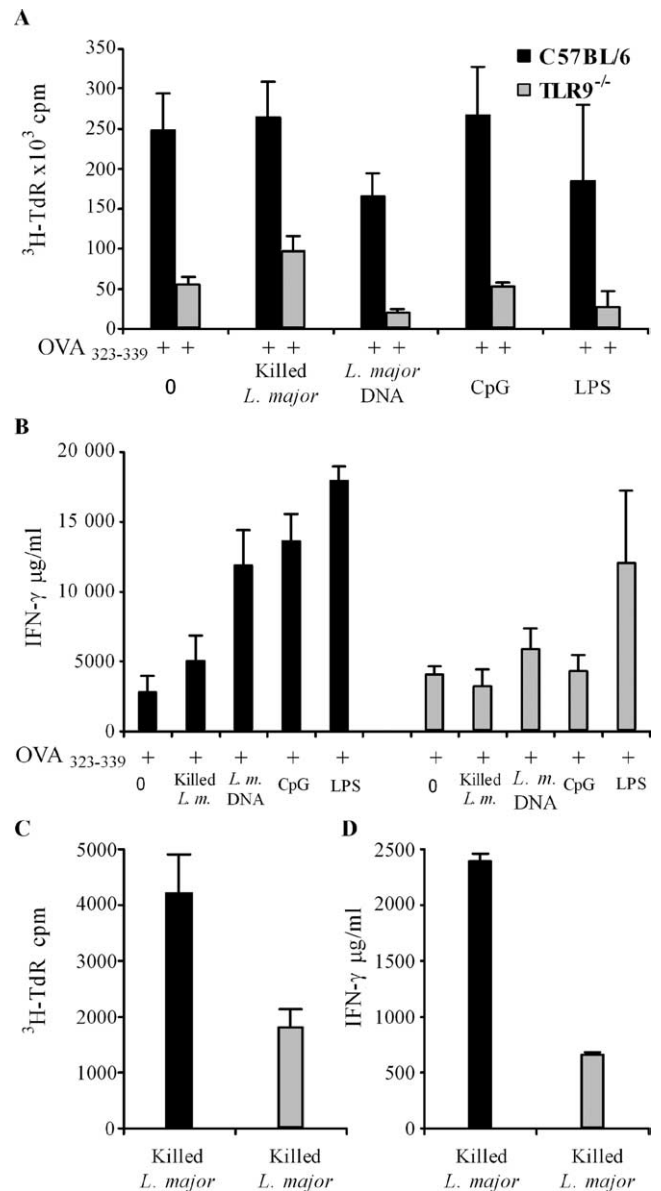 A
C57BL/6
TLR9-/-
³H-TdR x10³ cpm
350
300
250
200
150
100
50
0
OVA 323-339 + + + + + + + + + +
0 Killed L. major L. major DNA CpG LPS
B
IFN-γ μg/ml
20 000
15 000
10 000
5000
0
OVA 323-339 + + + + + + + + + +
0 Killed L. m. L. m. DNA CpG LPS 0 Killed L. m. L. m. DNA CpG LPS
C
³H-TdR cpm
5000
4000
3000
2000
1000
0
Killed L. major
Killed L. major
D
IFN-γ μg/ml
2500
2000
1500
1000
500
0
Killed L. major
Killed L. major